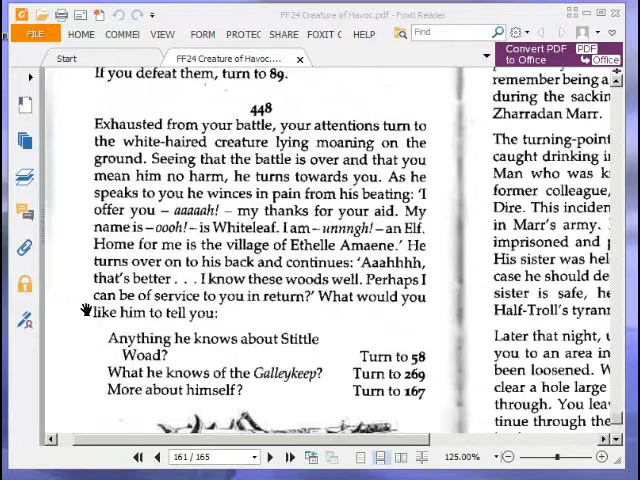 FF24 Creature of Havoc.pdf - Foxit Reader
FILE HOME COMME VIEW FORM PROTEC SHARE FOXIT C HELP Find
Start FF24 Creature of Havoc.... Convert PDF to Office PDF Office
If you defeat them, turn to 89.
448
Exhausted from your battle, your attentions turn to
the white-haired creature lying moaning on the
ground. Seeing that the battle is over and that you
mean him no harm, he turns towards you. As he
speaks to you he winces in pain from his beating: 'I
offer you – aaaaah! – my thanks for your aid. My
name is – oooh! – is Whiteleaf. I am – unnngh! – an Elf.
Home for me is the village of Ethelle Amaene.' He
turns over on to his back and continues: 'Aaahhhh,
that's better . . . I know these woods well. Perhaps I
can be of service to you in return?' What would you
like him to tell you:
Anything he knows about Stittle
Woad? Turn to 58
What he knows of the Galleykeep? Turn to 269
More about himself? Turn to 167
remember being a
during the sackin
Zharradan Marr.
The turning-point
caught drinking i
Man who was k
former colleague,
Dire. This inciden
in Marr's army.
imprisoned and p
His sister was hel
case he should de
sister is safe, he
Half-Troll's tyran
Later that night, u
you to an area in
been loosened. W
clear a hole large
through. You leav
tinue through the
161 / 165 125.00%